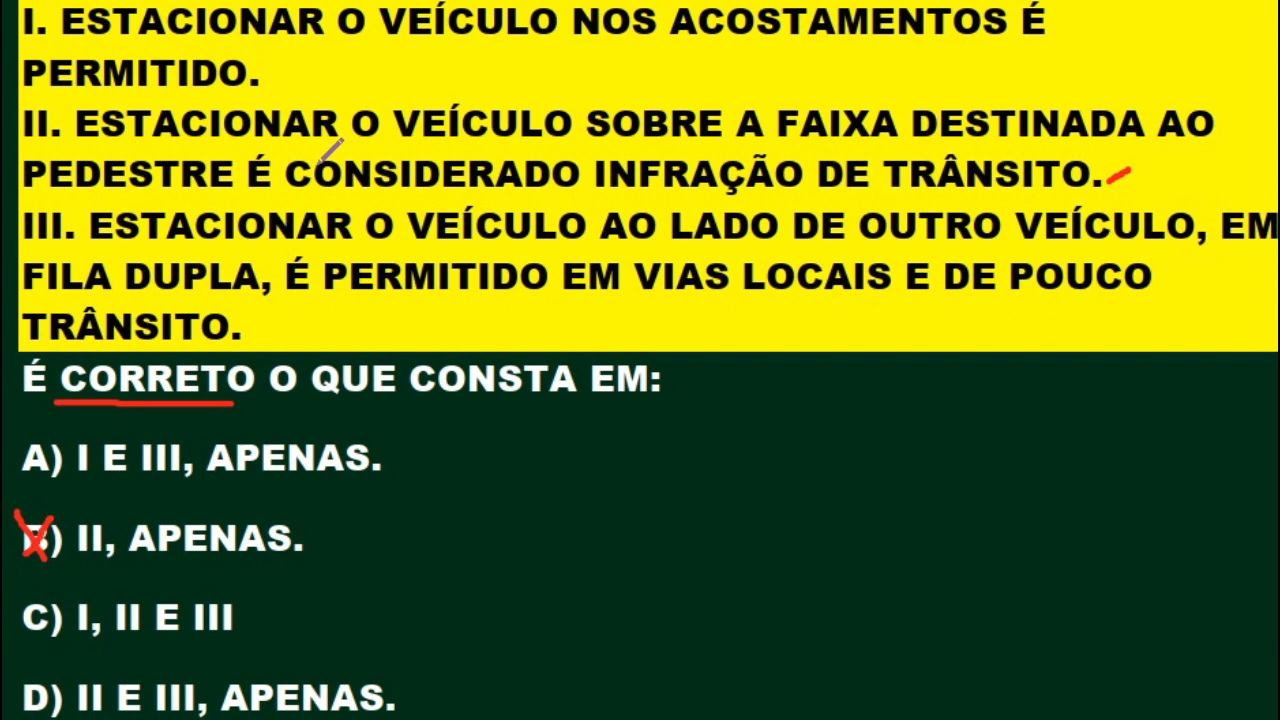 I. ESTACIONAR O VEÍCULO NOS ACOSTAMENTOS É
PERMITIDO.
II. ESTACIONAR O VEÍCULO SOBRE A FAIXA DESTINADA AO
PEDESTRE É CONSIDERADO INFRAÇÃO DE TRÂNSITO.
III. ESTACIONAR O VEÍCULO AO LADO DE OUTRO VEÍCULO, EM
FILA DUPLA, É PERMITIDO EM VIAS LOCAIS E DE POUCO
TRÂNSITO.
É CORRETO O QUE CONSTA EM:
A) I E III, APENAS.
B) II, APENAS.
C) I, II E III
D) II E III, APENAS.